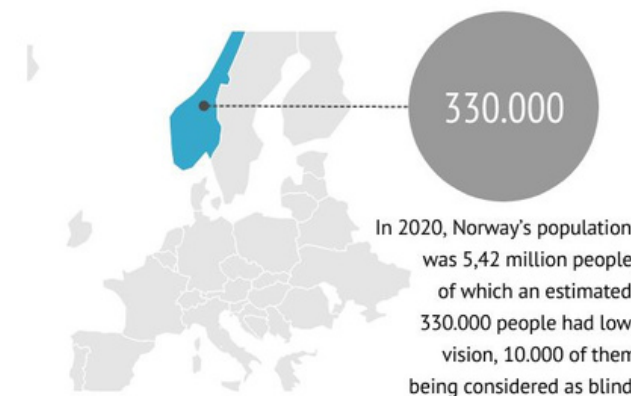 330.000
In 2020, Norway's population
was 5,42 million people
of which an estimated
330.000 people had low
vision, 10.000 of them
being considered as blind